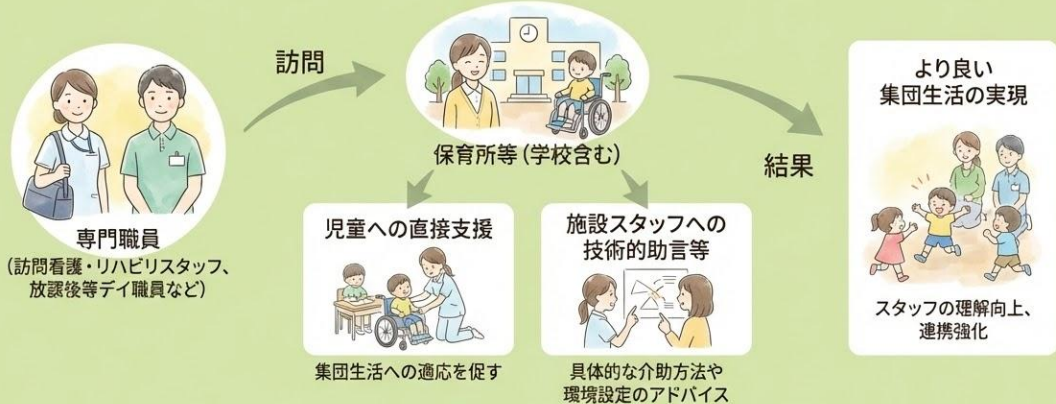 訪問
専門職員
(訪問看護・リハビリスタッフ、
放課後等デイ職員など)
保育所等(学校含む)
児童への直接支援
集団生活への適応を促す
施設スタッフへの
技術的助言等
具体的な介助方法や
環境設定のアドバイス
結果
より良い
集団生活の実現
スタッフの理解向上、
連携強化